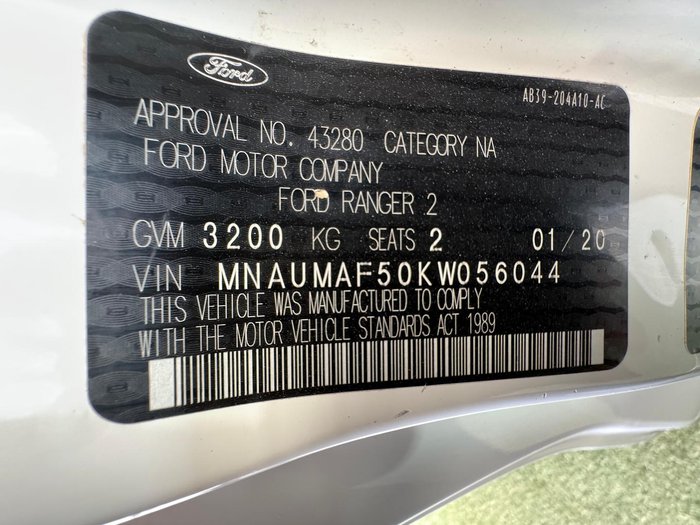 Ford
AB39-204A10-AC
APPROVAL NO. 43280 CATEGORY NA
FORD MOTOR COMPANY
FORD RANGER 2
GVM 3200 KG SEATS 2 01/20
VIN MNAUMAF50KW056044
THIS VEHICLE WAS MANUFACTURED TO COMPLY
WITH THE MOTOR VEHICLE STANDARDS ACT 1989